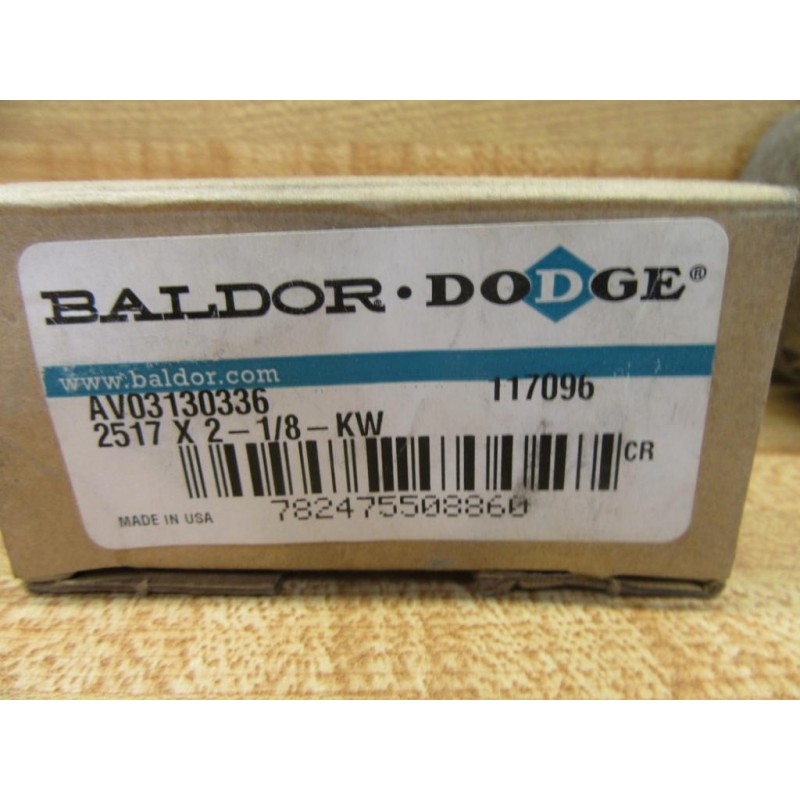 BALDOR • DODGE®
www.baldor.com
AV03130336 117096
2517 X 2-1/8-KW
CR
MADE IN USA 782475508860